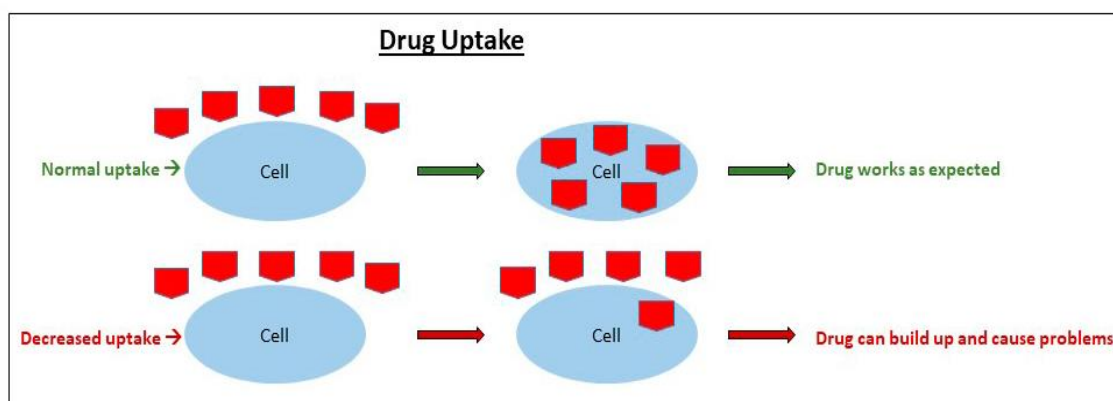 Drug Uptake
Normal uptake →
Cell
Cell
Drug works as expected
Decreased uptake →
Cell
Cell
Drug can build up and cause problems